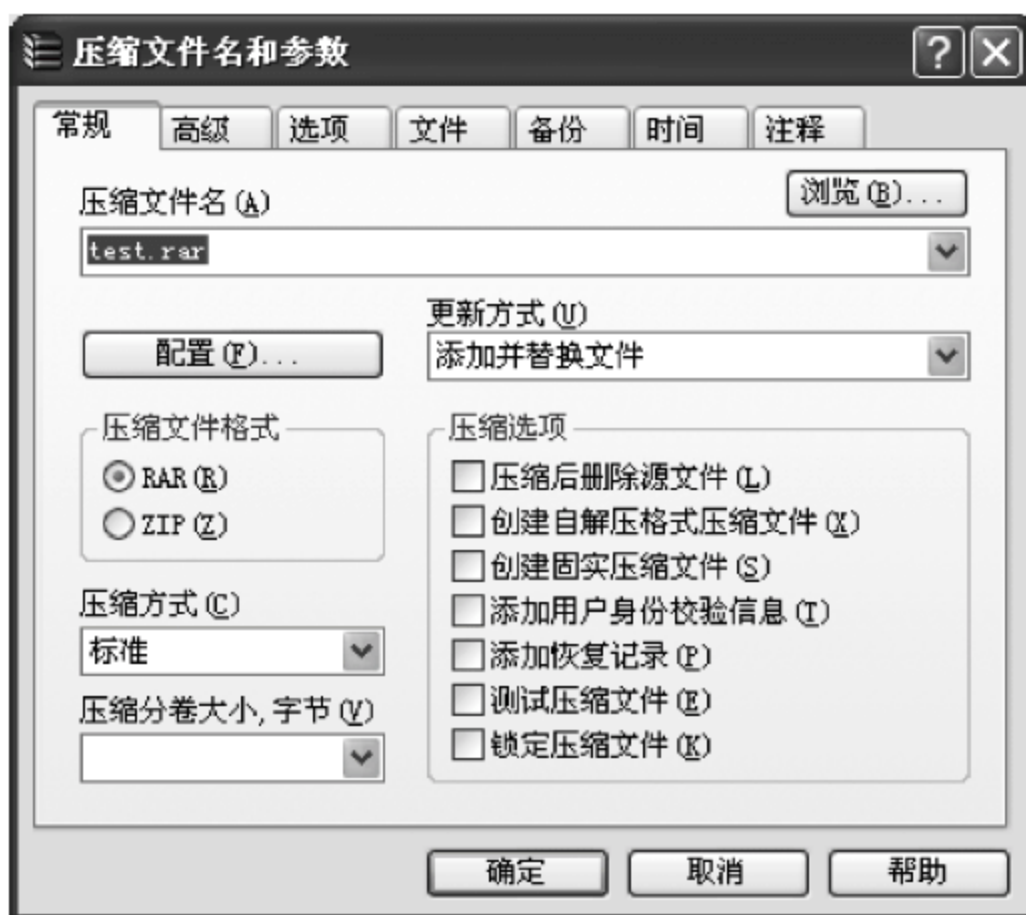 压缩文件名和参数
常规 高级 选项 文件 备份 时间 注释
压缩文件名(A) 浏览(B)...
test.rar
更新方式(U)
配置(F)... 添加并替换文件
压缩文件格式 压缩选项
RAR(R) 压缩后删除源文件(L)
ZIP(Z) 创建自解压格式压缩文件(X)
创建固实压缩文件(S)
压缩方式(C) 添加用户身份校验信息(T)
标准 添加恢复记录(P)
压缩分卷大小,字节(V) 测试压缩文件(E)
锁定压缩文件(K)
确定 取消 帮助